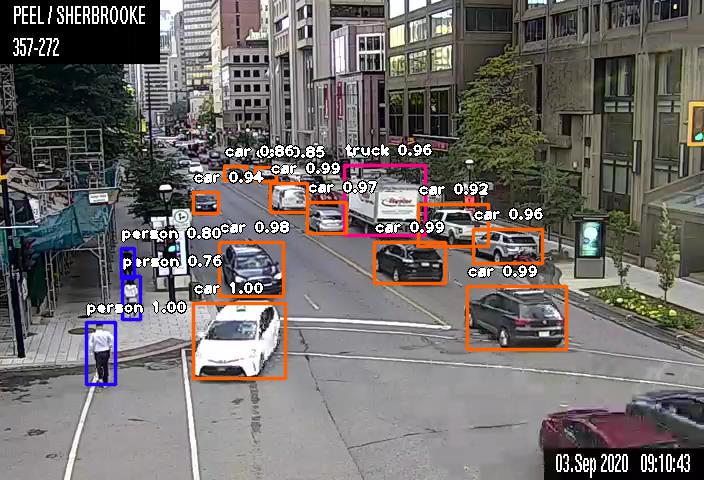 PEEL / SHERBROOKE
357-272
car 0.86
0.85
truck 0.96
car 0.99
car 0.94
car 0.97
car 0.92
person 0.80
car 0.98
car 0.99
car 0.96
person 0.76
car 0.99
car 1.00
person 1.00
03.Sep 2020 09:10:43